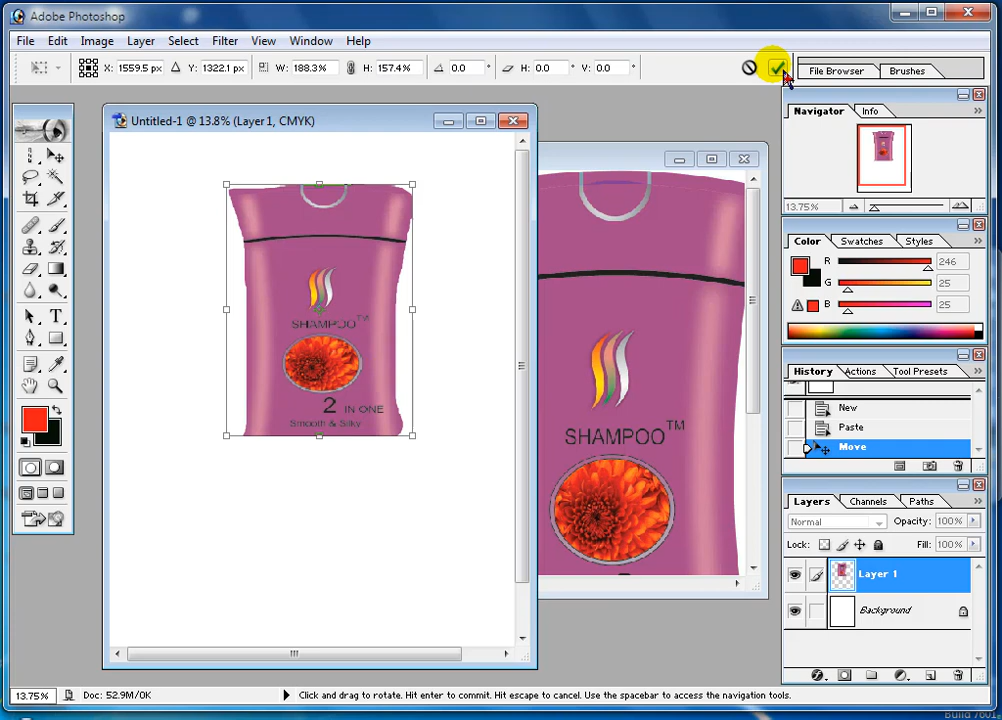 Adobe Photoshop
File Edit Image Layer Select Filter View Window Help
X: 1559.5 px Y: 1322.1 px W: 188.3% H: 157.4% 0.0 ° H: 0.0 ° V: 0.0 °
File Browser Brushes
Untitled-1 @ 13.8% (Layer 1, CMYK)
SHAMPOO™
2 IN ONE
Smooth & Silky
SHAMPOO™
Navigator Info
13.75%
Color Swatches Styles
R 246
G 25
B 25
History Actions Tool Presets
New
Paste
Move
Layers Channels Paths
Normal Opacity: 100%
Lock: Fill: 100%
Layer 1
Background
13.75% Doc: 52.9M/0K Click and drag to rotate. Hit enter to commit. Hit escape to cancel. Use the spacebar to access the navigation tools.
Build 7601